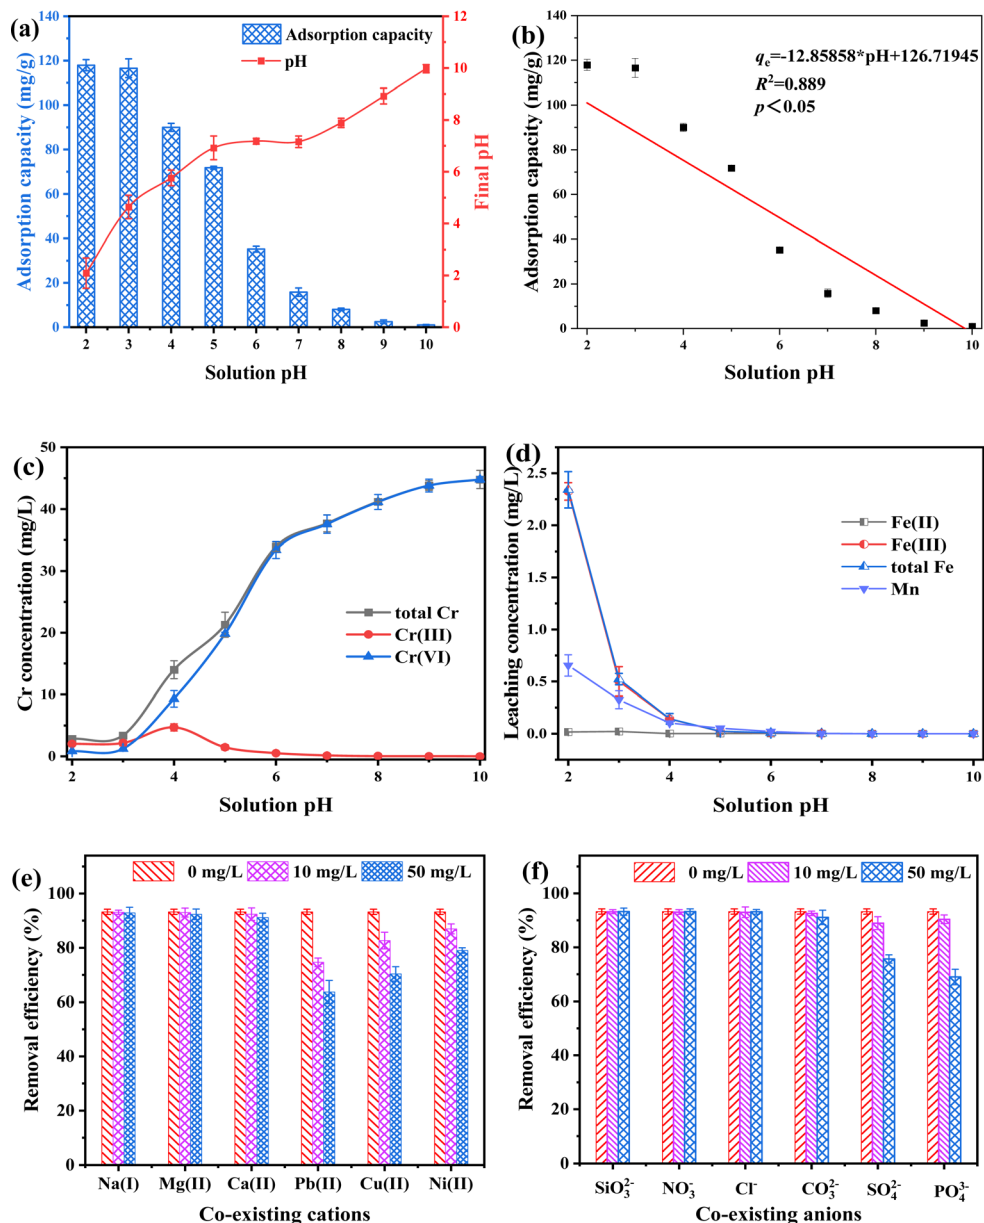 (a)
Adsorption capacity
pH
Adsorption capacity (mg/g)
Final pH
140
120
100
80
60
40
20
0
12
10
8
6
4
2
0
2 3 4 5 6 7 8 9 10
Solution pH
(b)
qₑ=-12.85858*pH+126.71945
R²=0.889
p＜0.05
Adsorption capacity (mg/g)
140
120
100
80
60
40
20
0
2 4 6 8 10
Solution pH
(c)
Cr concentration (mg/L)
50
40
30
20
10
0
total Cr
Cr(III)
Cr(VI)
2 4 6 8 10
Solution pH
(d)
Leaching concentration (mg/L)
2.5
2.0
1.5
1.0
0.5
0.0
Fe(II)
Fe(III)
total Fe
Mn
2 3 4 5 6 7 8 9 10
Solution pH
(e)
0 mg/L 10 mg/L 50 mg/L
Removal efficiency (%)
100
80
60
40
20
0
Na(I) Mg(II) Ca(II) Pb(II) Cu(II) Ni(II)
Co-existing cations
(f)
0 mg/L 10 mg/L 50 mg/L
Removal efficiency (%)
100
80
60
40
20
0
SiO₃²⁻ NO₃⁻ Cl⁻ CO₃²⁻ SO₄²⁻ PO₄³⁻
Co-existing anions